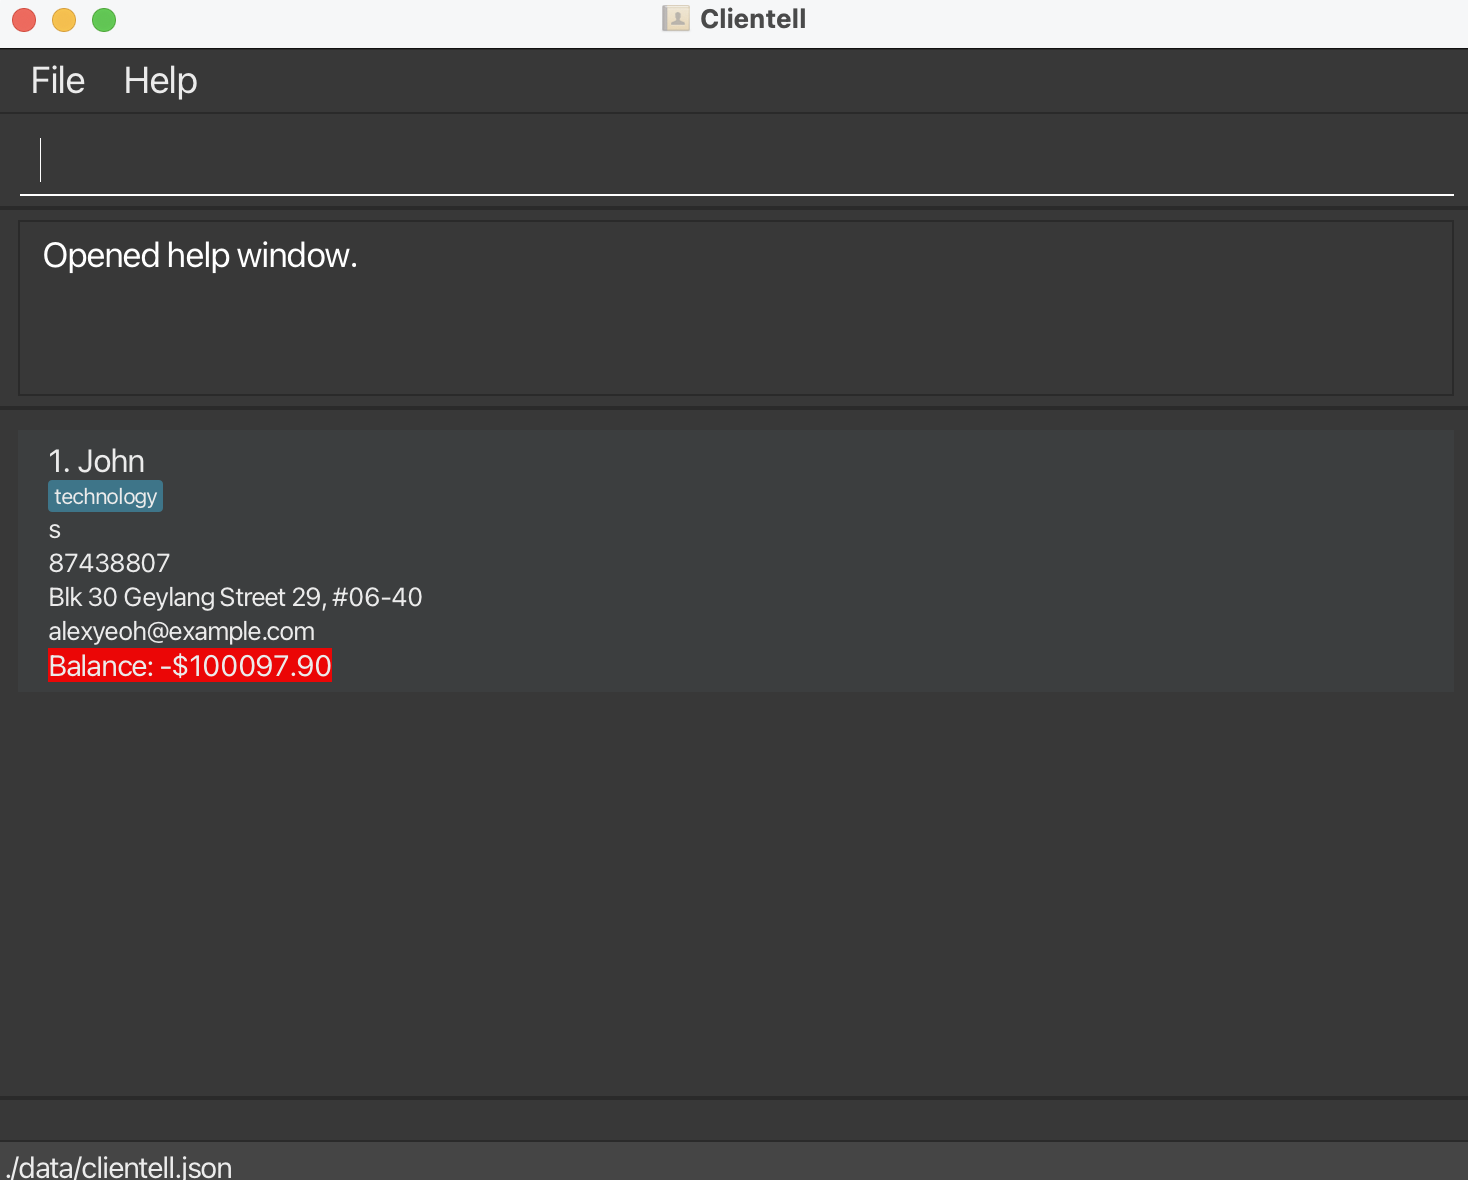 Clientell
File Help
Opened help window.
1. John
technology
s
87438807
Blk 30 Geylang Street 29, #06-40
alexyeoh@example.com
Balance: -$100097.90
./data/clientell.json